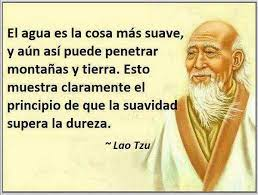 El agua es la cosa más suave,
y aún así puede penetrar
montañas y tierra. Esto
muestra claramente el
principio de que la suavidad
supera la dureza.
~ Lao Tzu